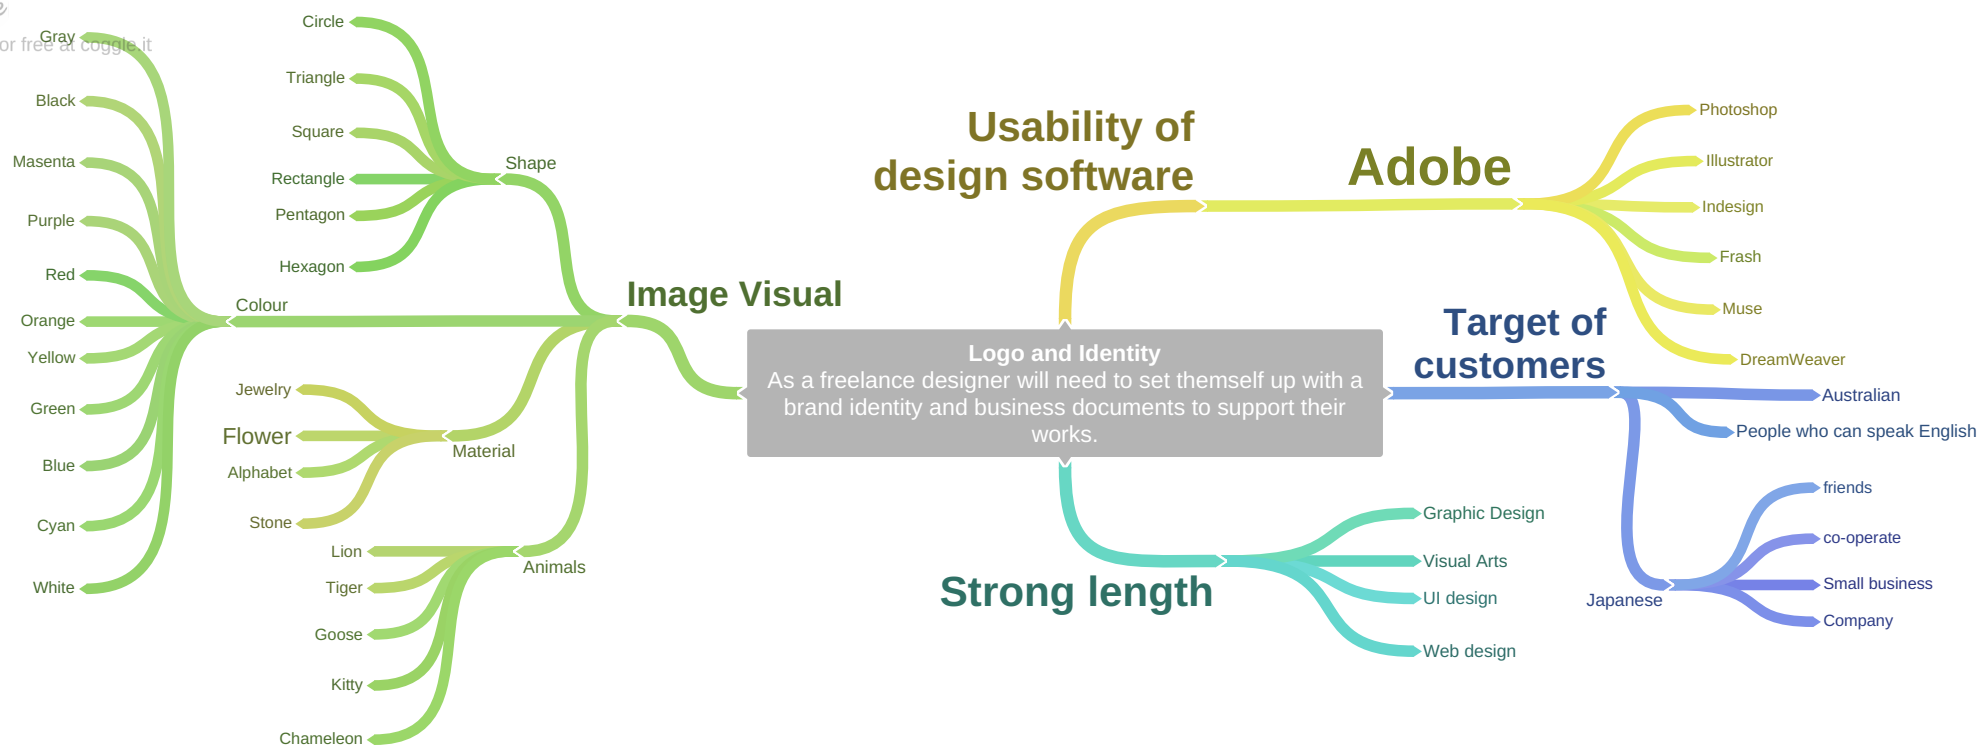 or free at coggle.it
Gray
Black
Masenta
Purple
Red
Orange
Yellow
Green
Blue
Cyan
White
Colour
Circle
Triangle
Square
Rectangle
Pentagon
Hexagon
Shape
Jewelry
Flower
Alphabet
Stone
Material
Lion
Tiger
Goose
Kitty
Chameleon
Animals
Image Visual
Logo and Identity
As a freelance designer will need to set themself up with a
brand identity and business documents to support their
works.
Usability of
design software
Adobe
Photoshop
Illustrator
Indesign
Frash
Muse
DreamWeaver
Target of
customers
Australian
People who can speak English
Japanese
friends
co-operate
Small business
Company
Strong length
Graphic Design
Visual Arts
UI design
Web design